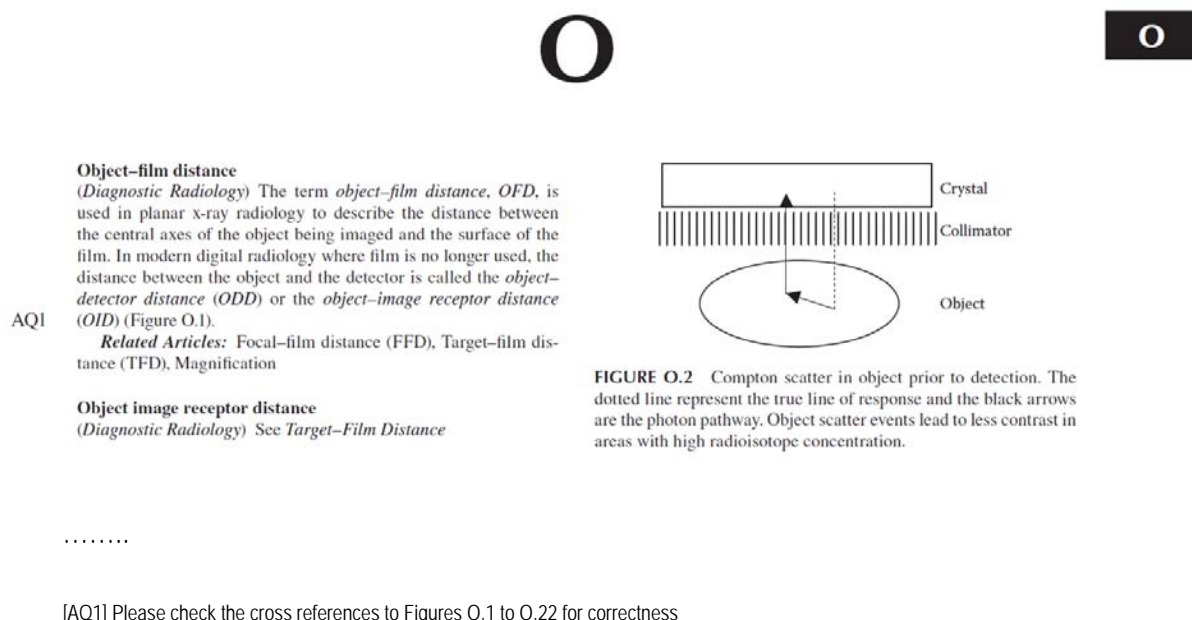 O
O
Object–film distance
(Diagnostic Radiology) The term object–film distance, OFD, is
used in planar x-ray radiology to describe the distance between
the central axes of the object being imaged and the surface of the
film. In modern digital radiology where film is no longer used, the
distance between the object and the detector is called the object–
detector distance (ODD) or the object–image receptor distance
AQ1 (OID) (Figure O.1).
Related Articles: Focal–film distance (FFD), Target–film dis-
tance (TFD), Magnification
Object image receptor distance
(Diagnostic Radiology) See Target–Film Distance
Crystal
Collimator
Object
FIGURE O.2 Compton scatter in object prior to detection. The
dotted line represent the true line of response and the black arrows
are the photon pathway. Object scatter events lead to less contrast in
areas with high radioisotope concentration.
........
[AQ1] Please check the cross references to Figures O.1 to O.22 for correctness